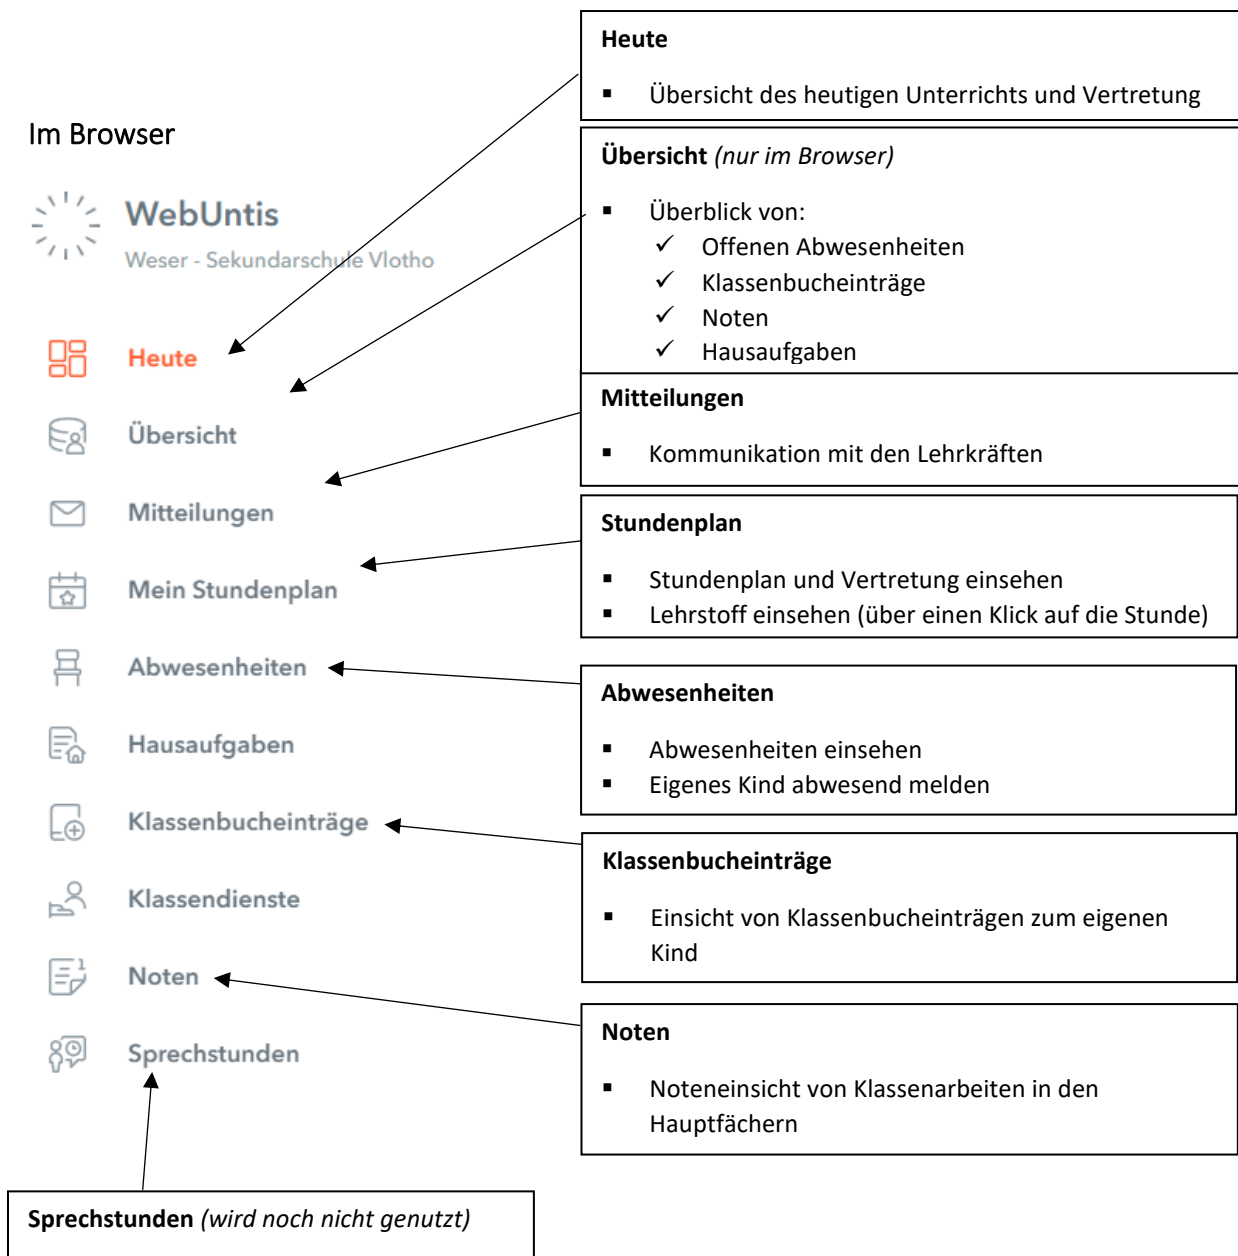 Im Browser
WebUntis
Weser - Sekundarschule Vlotho
Heute
Übersicht
Mitteilungen
Mein Stundenplan
Abwesenheiten
Hausaufgaben
Klassenbucheinträge
Klassendienste
Noten
Sprechstunden
Heute
▪ Übersicht des heutigen Unterrichts und Vertretung
Übersicht (nur im Browser)
▪ Überblick von:
✓ Offenen Abwesenheiten
✓ Klassenbucheinträge
✓ Noten
✓ Hausaufgaben
Mitteilungen
▪ Kommunikation mit den Lehrkräften
Stundenplan
▪ Stundenplan und Vertretung einsehen
▪ Lehrstoff einsehen (über einen Klick auf die Stunde)
Abwesenheiten
▪ Abwesenheiten einsehen
▪ Eigenes Kind abwesend melden
Klassenbucheinträge
▪ Einsicht von Klassenbucheinträgen zum eigenen
Kind
Noten
▪ Noteneinsicht von Klassenarbeiten in den
Hauptfächern
Sprechstunden (wird noch nicht genutzt)